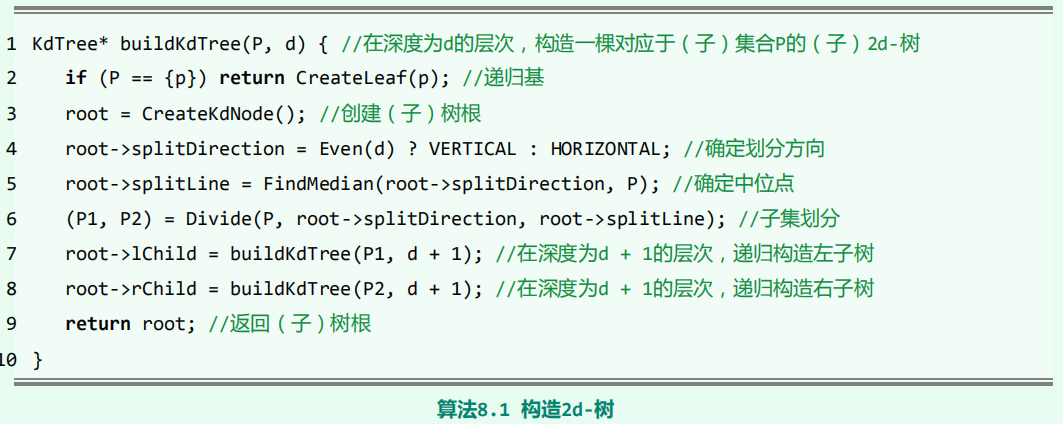 1 KdTree* buildKdTree(P, d) { //在深度为d的层次，构造一棵对应于（子）集合P的（子）2d-树
2 if (P == {p}) return CreateLeaf(p); //递归基
3 root = CreateKdNode(); //创建（子）树根
4 root->splitDirection = Even(d) ? VERTICAL : HORIZONTAL; //确定划分方向
5 root->splitLine = FindMedian(root->splitDirection, P); //确定中位点
6 (P1, P2) = Divide(P, root->splitDirection, root->splitLine); //子集划分
7 root->lChild = buildKdTree(P1, d + 1); //在深度为d + 1的层次，递归构造左子树
8 root->rChild = buildKdTree(P2, d + 1); //在深度为d + 1的层次，递归构造右子树
9 return root; //返回（子）树根
10 }
算法8.1 构造2d-树